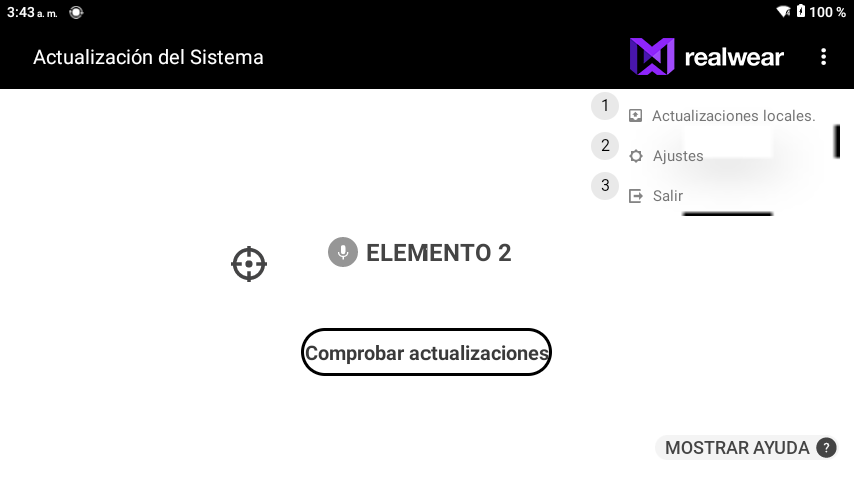 3:43 a. m.
100 %
Actualización del Sistema
realwear
1 Actualizaciones locales.
2 Ajustes
3 Salir
ELEMENTO 2
Comprobar actualizaciones
MOSTRAR AYUDA ?